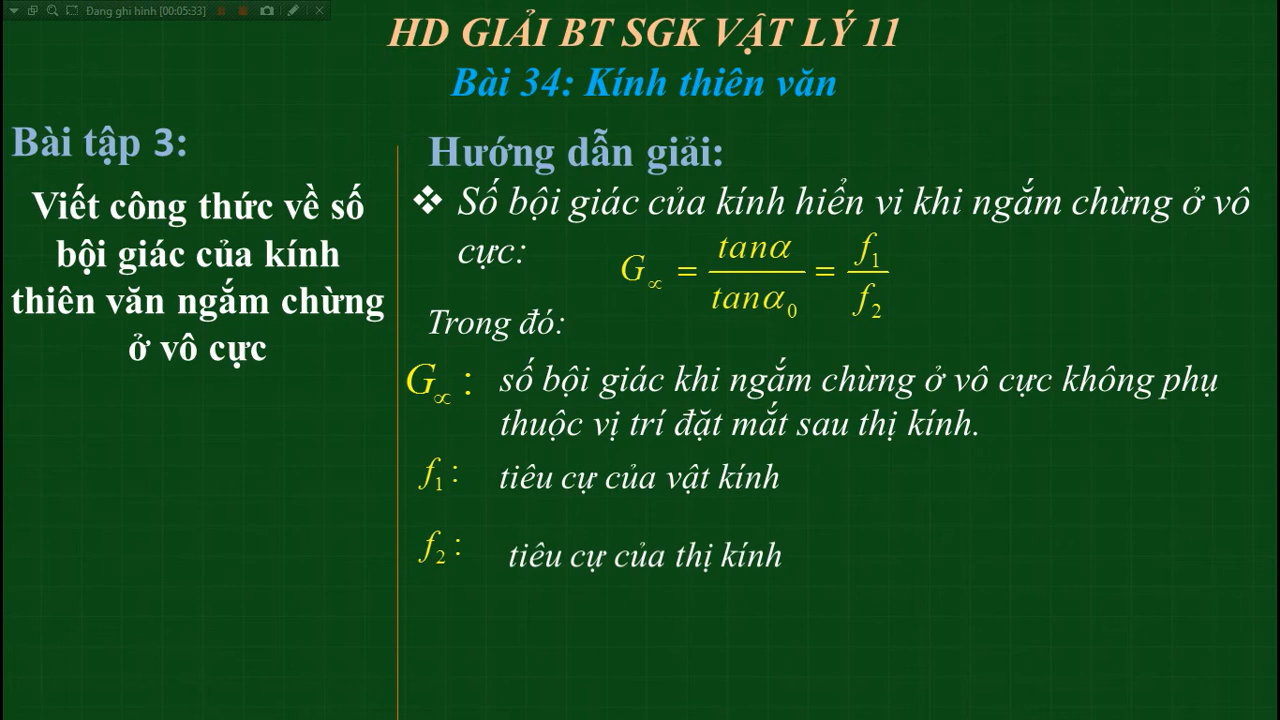 Đang ghi hình [00:05:33]
HD GIẢI BT SGK VẬT LÝ 11
Bài 34: Kính thiên văn
Bài tập 3:
Viết công thức về số
bội giác của kính
thiên văn ngắm chừng
ở vô cực
Hướng dẫn giải:
❖ Số bội giác của kính hiển vi khi ngắm chừng ở vô
cực:
G∝ = tanα/tanα₀ = f₁/f₂
Trong đó:
G∝ : số bội giác khi ngắm chừng ở vô cực không phụ
thuộc vị trí đặt mắt sau thị kính.
f₁ : tiêu cự của vật kính
f₂ : tiêu cự của thị kính